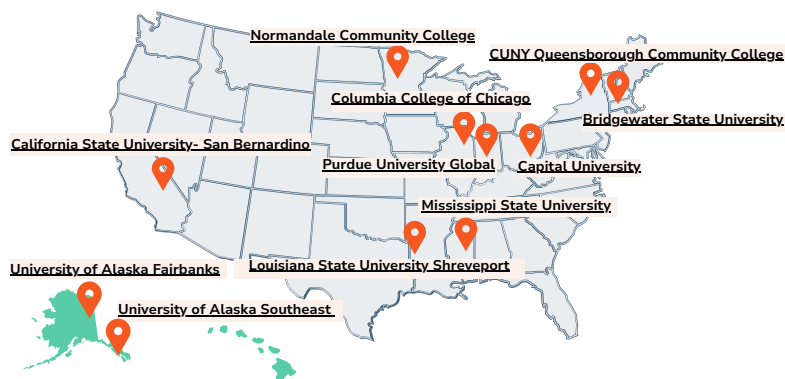 Normandale Community College
CUNY Queensborough Community College
Columbia College of Chicago
Bridgewater State University
California State University- San Bernardino
Purdue University Global
Capital University
Mississippi State University
Louisiana State University Shreveport
University of Alaska Fairbanks
University of Alaska Southeast